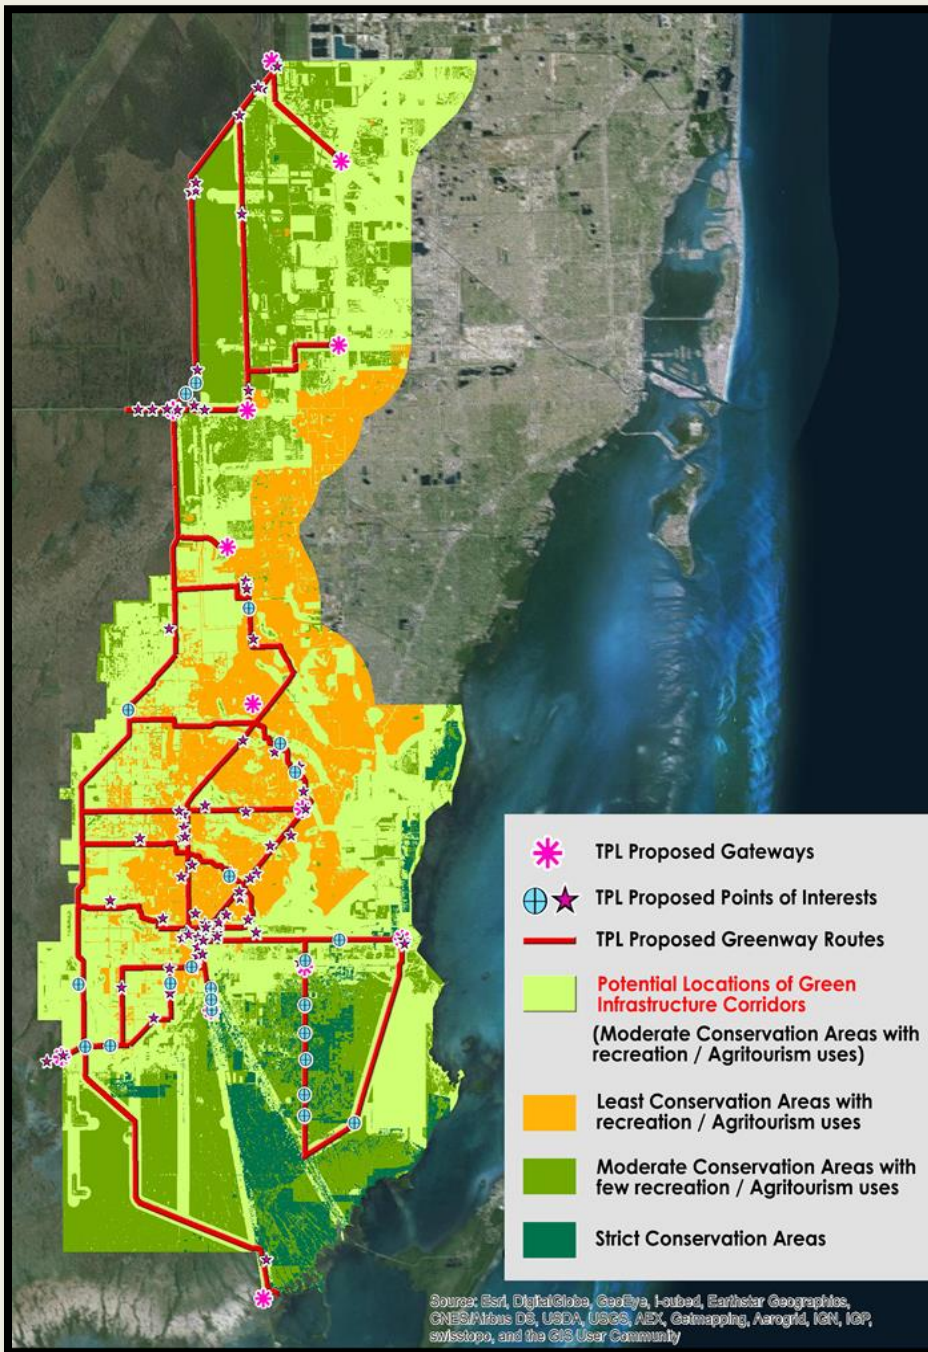 TPL Proposed Gateways
TPL Proposed Points of Interests
TPL Proposed Greenway Routes
Potential Locations of Green
Infrastructure Corridors
(Moderate Conservation Areas with
recreation / Agritourism uses)
Least Conservation Areas with
recreation / Agritourism uses
Moderate Conservation Areas with
few recreation / Agritourism uses
Strict Conservation Areas
Source: Esri, DigitalGlobe, GeoEye, i-cubed, Earthstar Geographics,
CNES/Airbus DS, USDA, USGS, AEX, Getmapping, Aerogrid, IGN, IGP,
swisstopo, and the GIS User Community